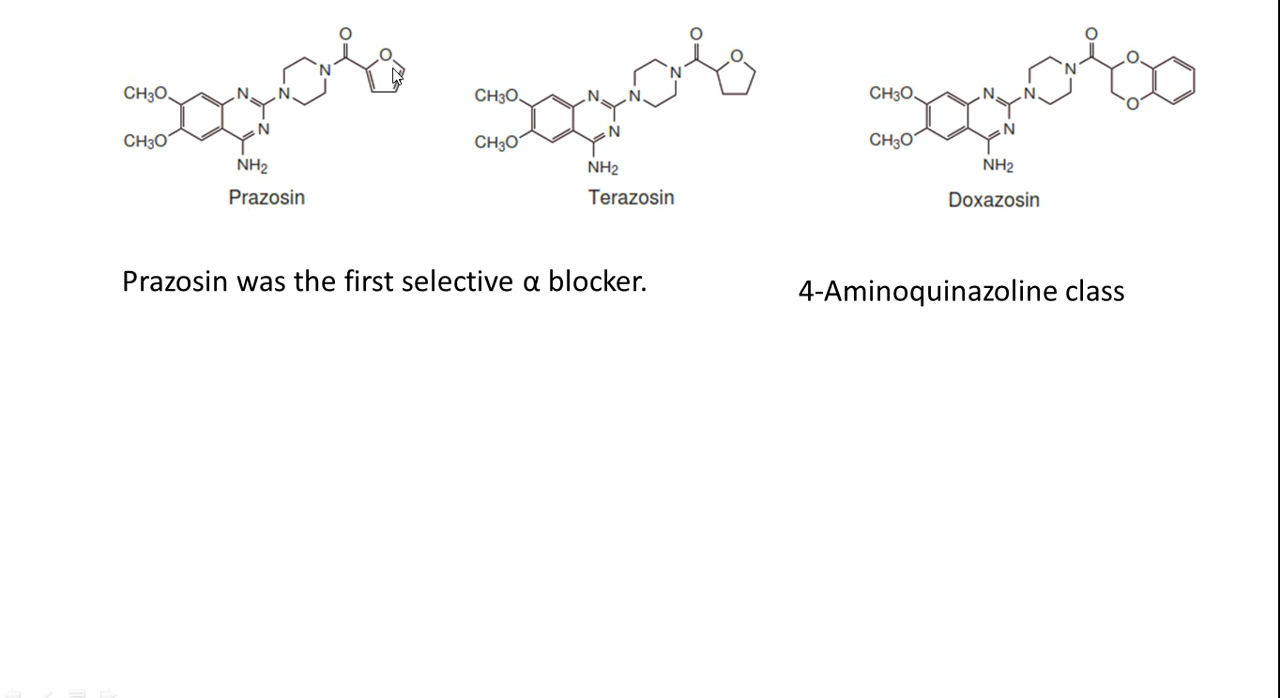 O
O
CH3O
N
N
N
CH3O
N
NH2
Prazosin
O
O
CH3O
N
N
N
CH3O
N
NH2
Terazosin
O
O
CH3O
N
N
N
O
CH3O
N
NH2
Doxazosin
Prazosin was the first selective α blocker.
4-Aminoquinazoline class